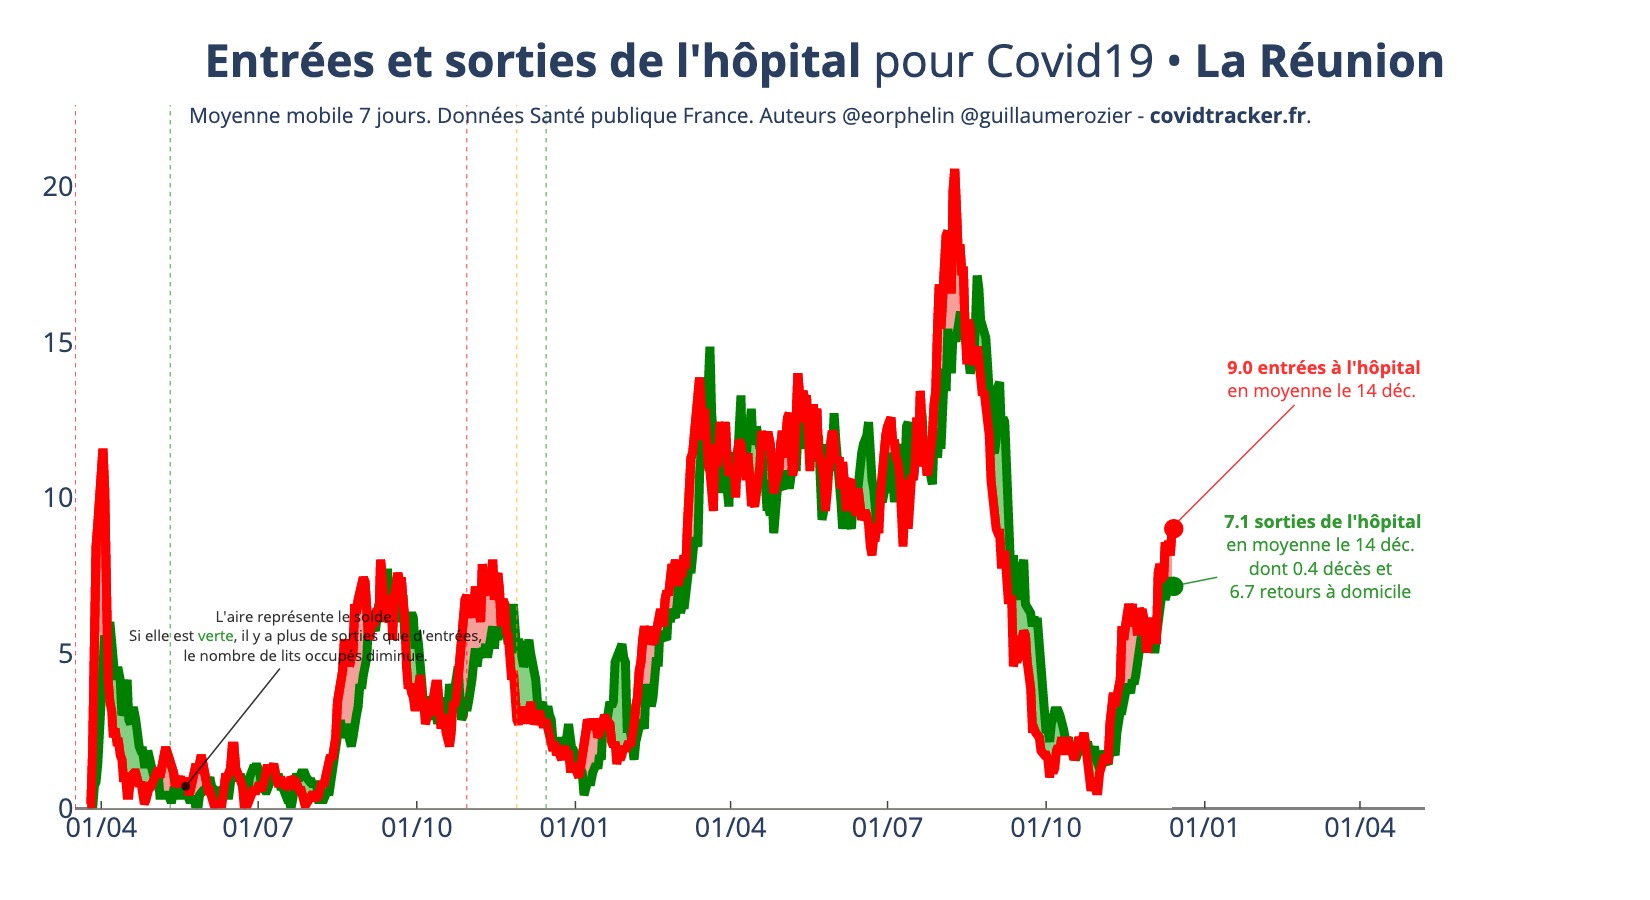 Entrées et sorties de l'hôpital pour Covid19 • La Réunion
Moyenne mobile 7 jours. Données Santé publique France. Auteurs @eorphelin @guillaumerozier - covidtracker.fr.
20
15
10
5
0
9.0 entrées à l'hôpital
en moyenne le 14 déc.
7.1 sorties de l'hôpital
en moyenne le 14 déc.
dont 0.4 décès et
6.7 retours à domicile
L'aire représente le solde.
Si elle est verte, il y a plus de sorties que d'entrées,
le nombre de lits occupés diminue.
01/04 01/07 01/10 01/01 01/04 01/07 01/10 01/01 01/04